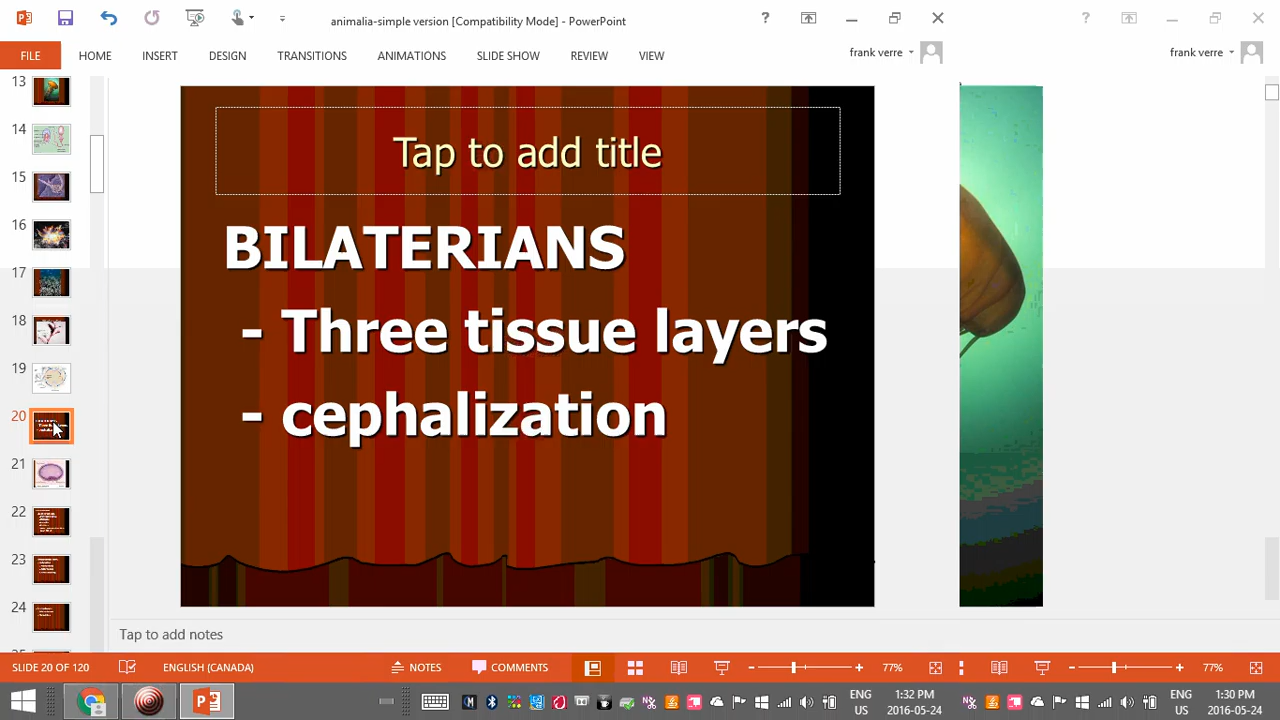 animalia-simple version [Compatibility Mode] - PowerPoint
? ?
FILE HOME INSERT DESIGN TRANSITIONS ANIMATIONS SLIDE SHOW REVIEW VIEW frank verre frank verre
13
14
15
16
17
18
19
20
21
22
23
24
Tap to add title
BILATERIANS
- Three tissue layers
- cephalization
Tap to add notes
SLIDE 20 OF 120 ENGLISH (CANADA) NOTES COMMENTS 77% 77%
ENG 1:32 PM ENG 1:30 PM
US 2016-05-24 US 2016-05-24